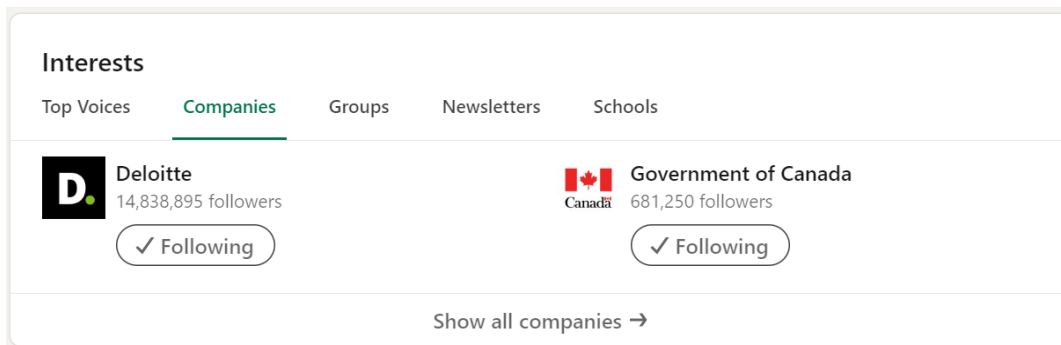 Interests
Top Voices Companies Groups Newsletters Schools
D.
Deloitte
14,838,895 followers
✓ Following
Canada
Government of Canada
681,250 followers
✓ Following
Show all companies →